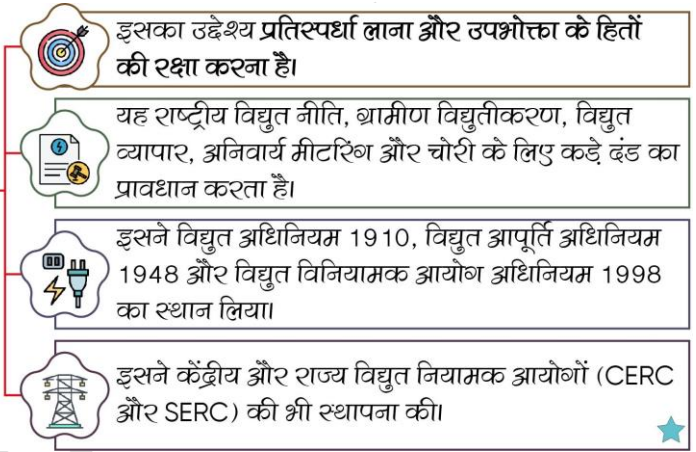 इसका उद्देश्य प्रतिस्पर्धा लाना और उपभोक्ता के हितों
की रक्षा करना है।
यह राष्ट्रीय विद्युत नीति, ग्रामीण विद्युतीकरण, विद्युत
व्यापार, अनिवार्य मीटरिंग और चोरी के लिए कड़े दंड का
प्रावधान करता है।
इसने विद्युत अधिनियम 1910, विद्युत आपूर्ति अधिनियम
1948 और विद्युत विनियामक आयोग अधिनियम 1998
का स्थान लिया।
इसने केंद्रीय और राज्य विद्युत नियामक आयोगों (CERC
और SERC) की भी स्थापना की।